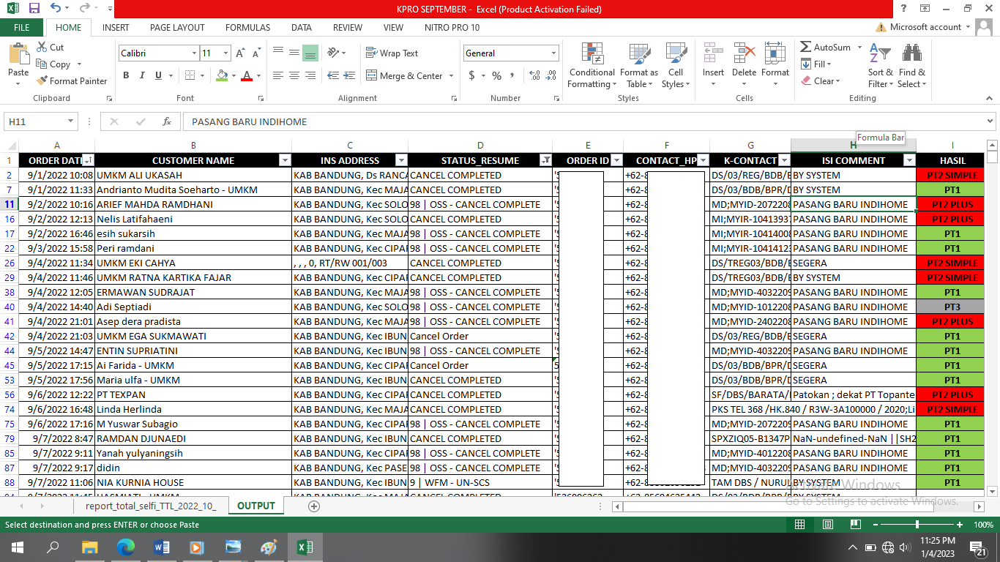 KPRO SEPTEMBER - Excel (Product Activation Failed)
FILE HOME INSERT PAGE LAYOUT FORMULAS DATA REVIEW VIEW NITRO PRO 10 Microsoft account
Paste Cut Copy Format Painter
Clipboard
Calibri 11
B I U
Font
Wrap Text
Merge & Center
Alignment
General
$ % ,
Number
Conditional Formatting
Format as Table
Cell Styles
Styles
Insert Delete Format
Cells
AutoSum
Fill
Clear
Sort & Filter
Find & Select
Editing
H11 fx PASANG BARU INDIHOME
Formula Bar
A B C D E F G H I
1 ORDER DATE CUSTOMER NAME INS ADDRESS STATUS_RESUME ORDER ID CONTACT_HP K-CONTACT ISI COMMENT HASIL
2 9/1/2022 10:08 UMKM ALI UKASAH KAB BANDUNG, Ds RANCA CANCEL COMPLETED '5 +62-8 DS/03/REG/BDB/B BY SYSTEM PT2 SIMPLE
7 9/1/2022 11:33 Andrianto Mudita Soeharto - UMKM KAB BANDUNG, Kec MAJA CANCEL COMPLETED '5 +62-8 DS/03/BDB/BPR/D BY SYSTEM PT1
11 9/2/2022 10:16 ARIEF MAHDA RAMDHANI KAB BANDUNG, Kec SOLO 98 | OSS - CANCEL COMPLETE '5 +62-8 MD;MYID-2072208 PASANG BARU INDIHOME PT2 PLUS
16 9/2/2022 12:13 Nelis Latifahaeni KAB BANDUNG, Kec SOLO CANCEL COMPLETED '5 +62-8 MI;MYIR-10413937 PASANG BARU INDIHOME PT2 PLUS
17 9/2/2022 16:46 esih sukarsih KAB BANDUNG, Kec MAJA 98 | OSS - CANCEL COMPLETE '5 +62-8 MI;MYIR-10414008 PASANG BARU INDIHOME PT1
22 9/3/2022 15:58 Peri ramdani KAB BANDUNG, Kec CIPA 98 | OSS - CANCEL COMPLETE '5 +62-8 MI;MYIR-10414123 PASANG BARU INDIHOME PT1
26 9/4/2022 11:34 UMKM EKI CAHYA , , , 0, RT/RW 001/003 CANCEL COMPLETED '5 +62-8 DS/TREG03/BDB/B SEGERA PT2 SIMPLE
29 9/4/2022 11:46 UMKM RATNA KARTIKA FAJAR KAB BANDUNG, Kec CIPA CANCEL COMPLETED '5 +62-8 DS/TREG03/BDB/B BY SYSTEM PT2 SIMPLE
38 9/4/2022 12:05 ERMAWAN SUDRAJAT KAB BANDUNG, Kec MAJA 98 | OSS - CANCEL COMPLETE '5 +62-8 MD;MYID-4032209 PASANG BARU INDIHOME PT1
40 9/4/2022 14:40 Adi Septiadi KAB BANDUNG, Kec SOLO 98 | OSS - CANCEL COMPLETE '5 +62-8 MD;MYID-1012208 PASANG BARU INDIHOME PT3
41 9/4/2022 21:01 Asep dera pradista KAB BANDUNG, Kec MAJA 98 | OSS - CANCEL COMPLETE '5 +62-8 MD;MYID-2402208 PASANG BARU INDIHOME PT2 PLUS
42 9/4/2022 21:03 UMKM EGA SUKMAWATI KAB BANDUNG, Kec IBUN Cancel Order '5 +62-8 DS/03/REG/BDB/B SEGERA PT1
44 9/5/2022 14:47 ENTIN SUPRIATINI KAB BANDUNG, Kec IBUN 98 | OSS - CANCEL COMPLETE '5 +62-8 MD;MYID-4032209 PASANG BARU INDIHOME PT1
45 9/5/2022 17:15 Ai Farida - UMKM KAB BANDUNG, Kec CIPA Cancel Order 5 +62-8 DS/03/BDB/BPR/D SEGERA PT1
53 9/5/2022 17:56 Maria ulfa - UMKM KAB BANDUNG, Kec IBUN CANCEL COMPLETED '5 +62-8 DS/03/BDB/BPR/D SEGERA PT1
56 9/6/2022 12:22 PT TEXPAN KAB BANDUNG, Kec CIPA CANCEL COMPLETED '5 +62-8 SF/DBS/BARATA/ Patokan ; dekat PT Topante PT2 PLUS
74 9/6/2022 16:48 Linda Herlinda KAB BANDUNG, Kec MAJA CANCEL COMPLETED '5 +62-8 PKS TEL 368 /HK.840 / R3W-3A100000 / 2020;Li PT2 SIMPLE
75 9/6/2022 17:16 M Yuswar Subagio KAB BANDUNG, Kec CIPA 98 | OSS - CANCEL COMPLETE '5 +62-8 MD;MYID-2072209 PASANG BARU INDIHOME PT1
79 9/7/2022 8:47 RAMDAN DJUNAEDI KAB BANDUNG, Kec IBUN CANCEL COMPLETED '5 +62-8 SPXZIQ05-B1347P NaN-undefined-NaN ||SH2 PT1
85 9/7/2022 9:11 Yanah yulyaningsih KAB BANDUNG, Kec CIPA 98 | OSS - CANCEL COMPLETE '5 +62-8 MD;MYID-4012208 PASANG BARU INDIHOME PT1
87 9/7/2022 9:17 didin KAB BANDUNG, Kec PASE 98 | OSS - CANCEL COMPLETE '5 +62-8 MD;MYID-4032209 PASANG BARU INDIHOME PT1
88 9/7/2022 11:06 NIA KURNIA HOUSE KAB BANDUNG, Kec IBUN 9 | WFM - UN-SCS '5 +62-8 TAM DBS / NURUL BY SYSTEM PT1
Activate Windows
Go to Settings to activate Windows.
report_total_selfi_TTL_2022_10_ OUTPUT
Select destination and press ENTER or choose Paste 100%
11:25 PM
1/4/2023
21